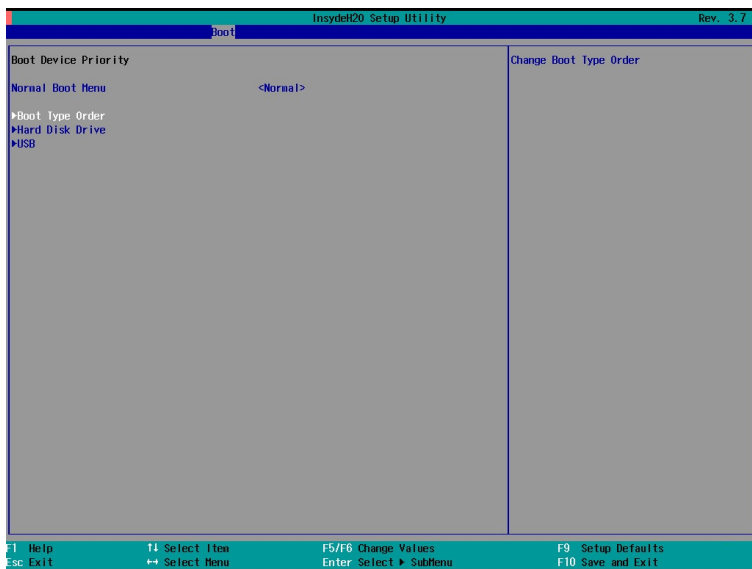 InsydeH20 Setup Utility Rev. 3.7
Boot
Boot Device Priority
Normal Boot Menu <Normal>
▶Boot Type Order
▶Hard Disk Drive
▶USB
Change Boot Type Order
F1 Help ↑↓ Select Item F5/F6 Change Values F9 Setup Defaults
Esc Exit ↔ Select Menu Enter Select ▶ SubMenu F10 Save and Exit